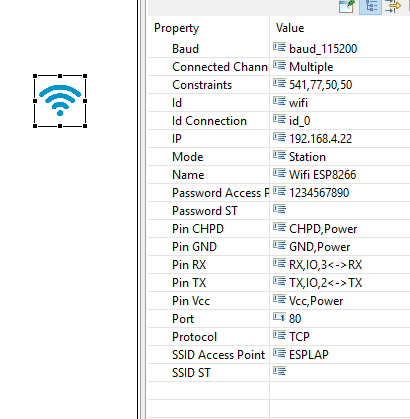 Property Value
Baud baud_115200
Connected Chann Multiple
Constraints 541,77,50,50
Id wifi
Id Connection id_0
IP 192.168.4.22
Mode Station
Name Wifi ESP8266
Password Access P 1234567890
Password ST
Pin CHPD CHPD,Power
Pin GND GND,Power
Pin RX RX,IO,3<->RX
Pin TX TX,IO,2<->TX
Pin Vcc Vcc,Power
Port 80
Protocol TCP
SSID Access Point ESPLAP
SSID ST